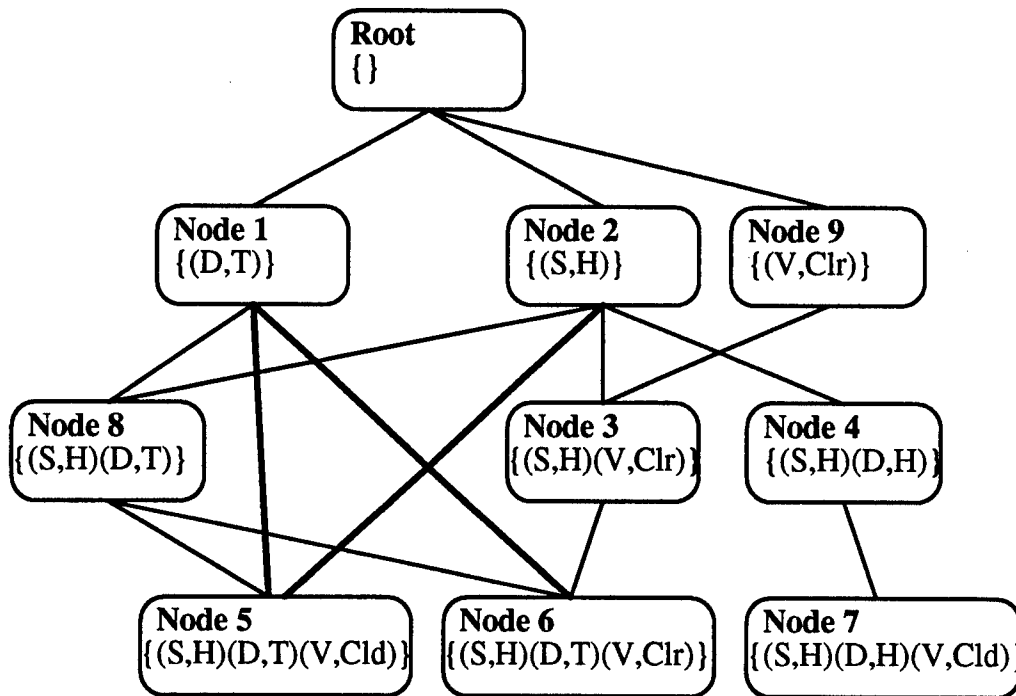 Root
{}
Node 1
{(D,T)}
Node 2
{(S,H)}
Node 9
{(V,Clr)}
Node 8
{(S,H)(D,T)}
Node 3
{(S,H)(V,Clr)}
Node 4
{(S,H)(D,H)}
Node 5
{(S,H)(D,T)(V,Cld)}
Node 6
{(S,H)(D,T)(V,Clr)}
Node 7
{(S,H)(D,H)(V,Cld)}